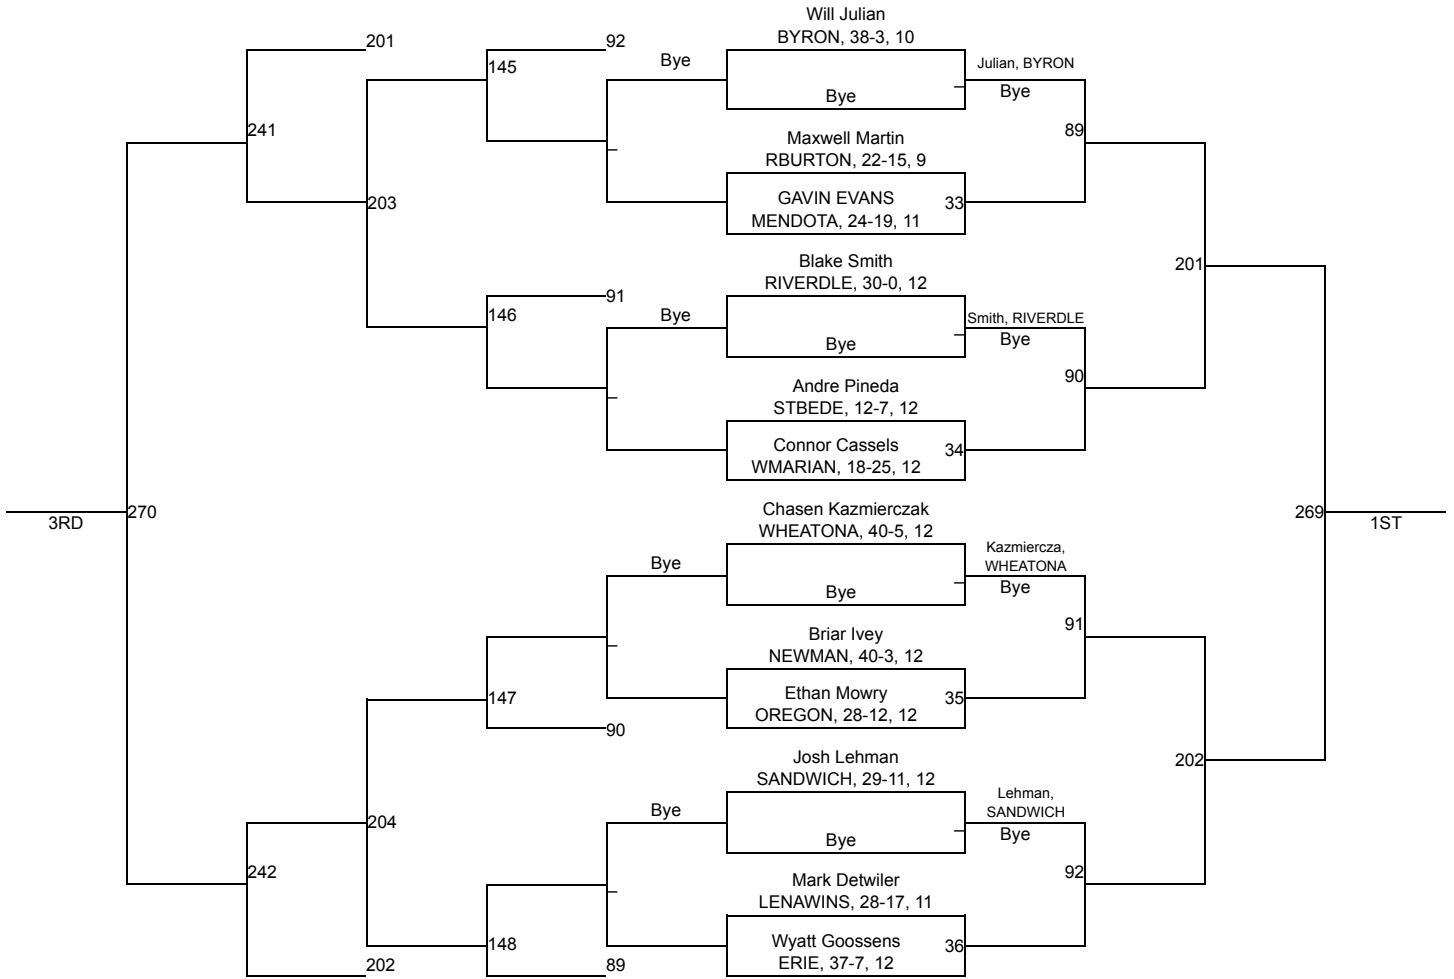 Will Julian
BYRON, 38-3, 10
201
92
Bye
Julian, BYRON
145
Bye
Bye
241
89
Maxwell Martin
RBURTON, 22-15, 9
GAVIN EVANS
33
203
MENDOTA, 24-19, 11
Blake Smith
201
RIVERDLE, 30-0, 12
91
146
Bye
Smith, RIVERDLE
Bye
Bye
90
Andre Pineda
STBEDE, 12-7, 12
Connor Cassels
34
WMARIAN, 18-25, 12
Chasen Kazmierczak
270
269
3RD
1ST
WHEATONA, 40-5, 12
Kazmiercza,
WHEATONA
Bye
Bye
Bye
91
Briar Ivey
NEWMAN, 40-3, 12
Ethan Mowry
147
35
OREGON, 28-12, 12
90
Josh Lehman
202
SANDWICH, 29-11, 12
Lehman,
SANDWICH
Bye
204
Bye
Bye
242
92
Mark Detwiler
LENAWINS, 28-17, 11
Wyatt Goossens
148
36
ERIE, 37-7, 12
202
89